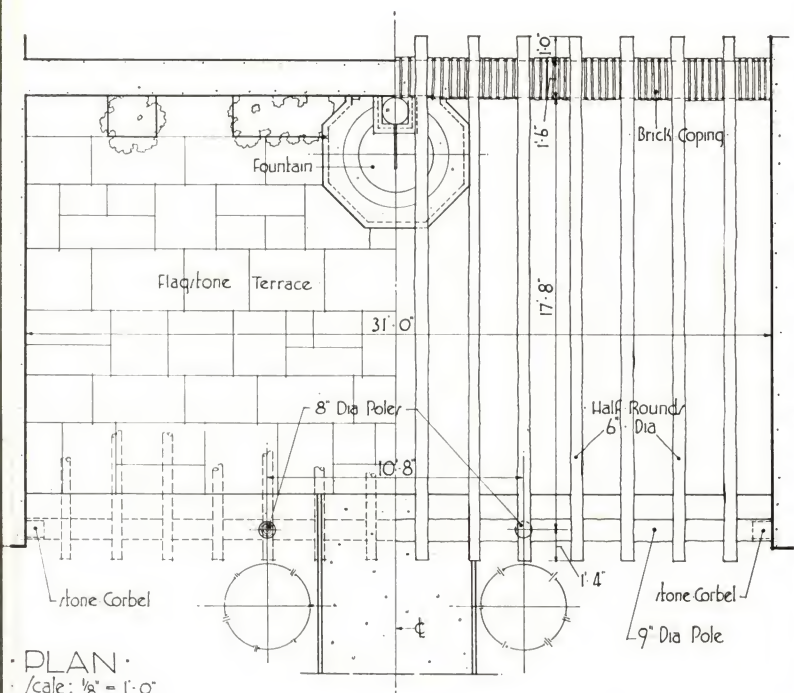 1'·0"
1'·6"
Brick Coping
Fountain
17'·8"
Flagstone Terrace
31'·0"
8" Dia Poles
Half Rounds
6" Dia
10'·8"
1'·4"
Stone Corbel
Stone Corbel
℄
9" Dia Pole
· PLAN ·
· Scale: 1/8" = 1'·0"